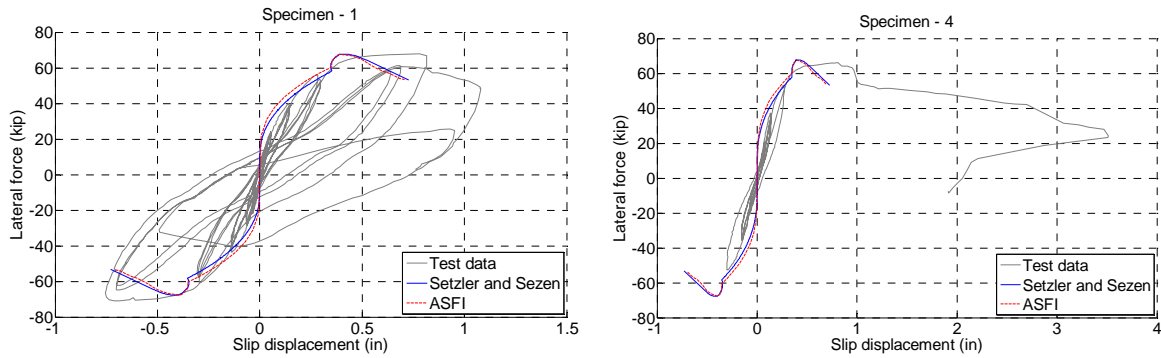 Specimen - 1
80
60
40
20
0
-20
-40
-60
-80
Lateral force (kip)
-1
-0.5
0
0.5
1
1.5
Slip displacement (in)
Test data
Setzler and Sezen
ASFI
Specimen - 4
80
60
40
20
0
-20
-40
-60
-80
Lateral force (kip)
-1
0
1
2
3
4
Slip displacement (in)
Test data
Setzler and Sezen
ASFI